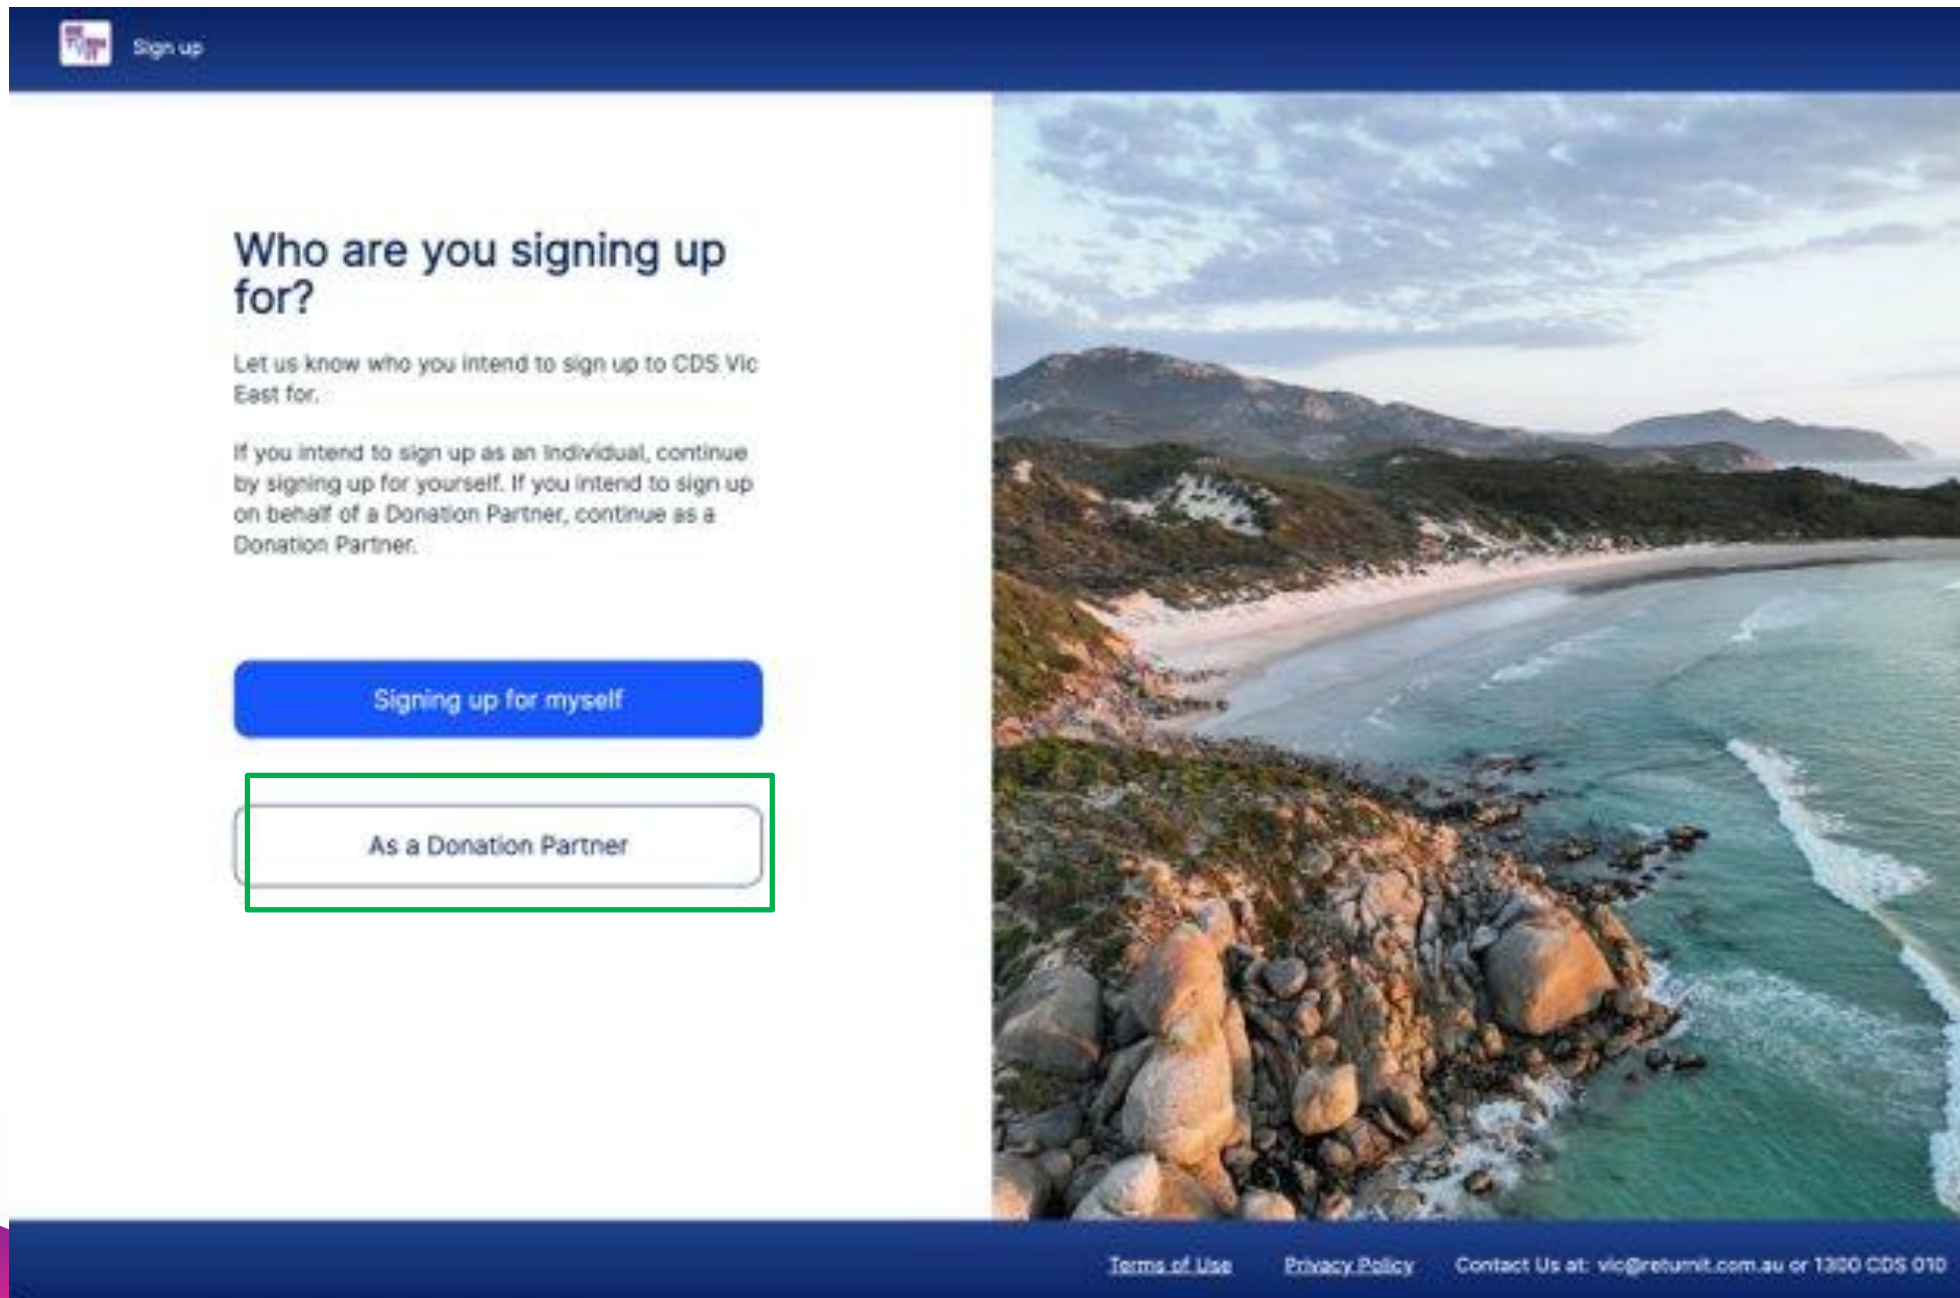 RE
TVRN
IT
Sign up
Who are you signing up
for?
Let us know who you intend to sign up to CDS Vic
East for.
If you intend to sign up as an Individual, continue
by signing up for yourself. If you intend to sign up
on behalf of a Donation Partner, continue as a
Donation Partner.
Signing up for myself
As a Donation Partner
Terms of Use
Privacy Policy
Contact Us at: vic@returnit.com.au or 1300 CDS 010